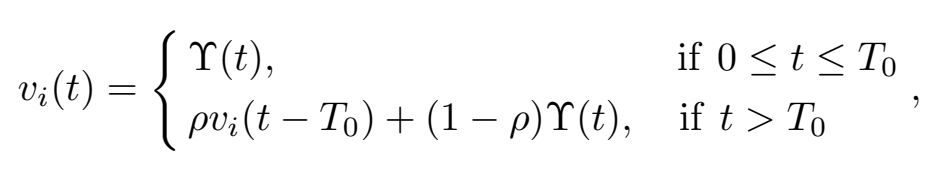 v_i(t) = { ϒ(t), if 0 ≤ t ≤ T_0
ρv_i(t − T_0) + (1 − ρ)ϒ(t), if t > T_0 ,